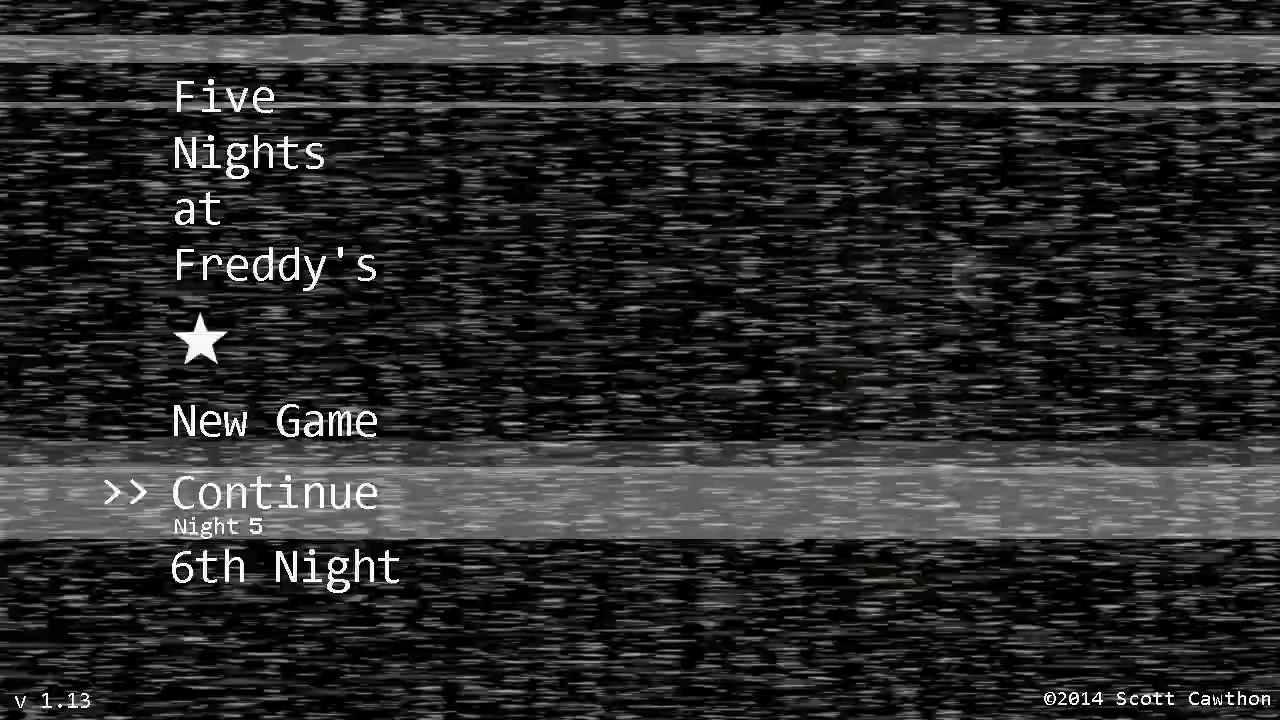 Five
Nights
at
Freddy's
New Game
>> Continue
Night 5
6th Night
v 1.13
©2014 Scott Cawthon